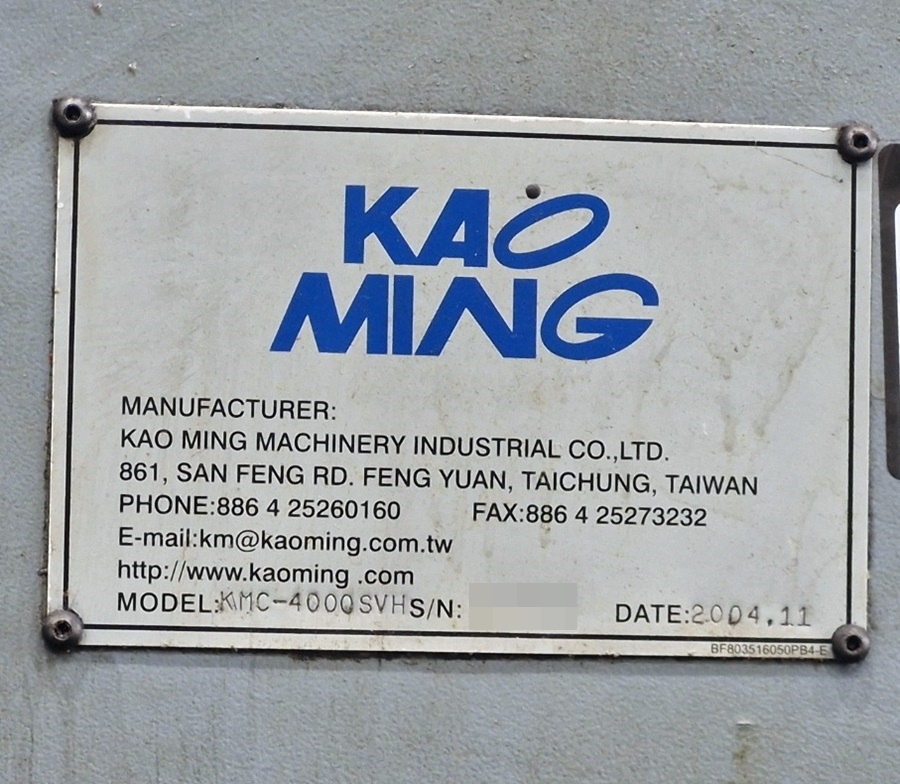 KAO
MING
MANUFACTURER:
KAO MING MACHINERY INDUSTRIAL CO.,LTD.
861, SAN FENG RD. FENG YUAN, TAICHUNG, TAIWAN
PHONE:886 4 25260160 FAX:886 4 25273232
E-mail:km@kaoming.com.tw
http://www.kaoming .com
MODEL:KMC-4000SVH S/N: DATE:2004.11
BF803516050PB4-E